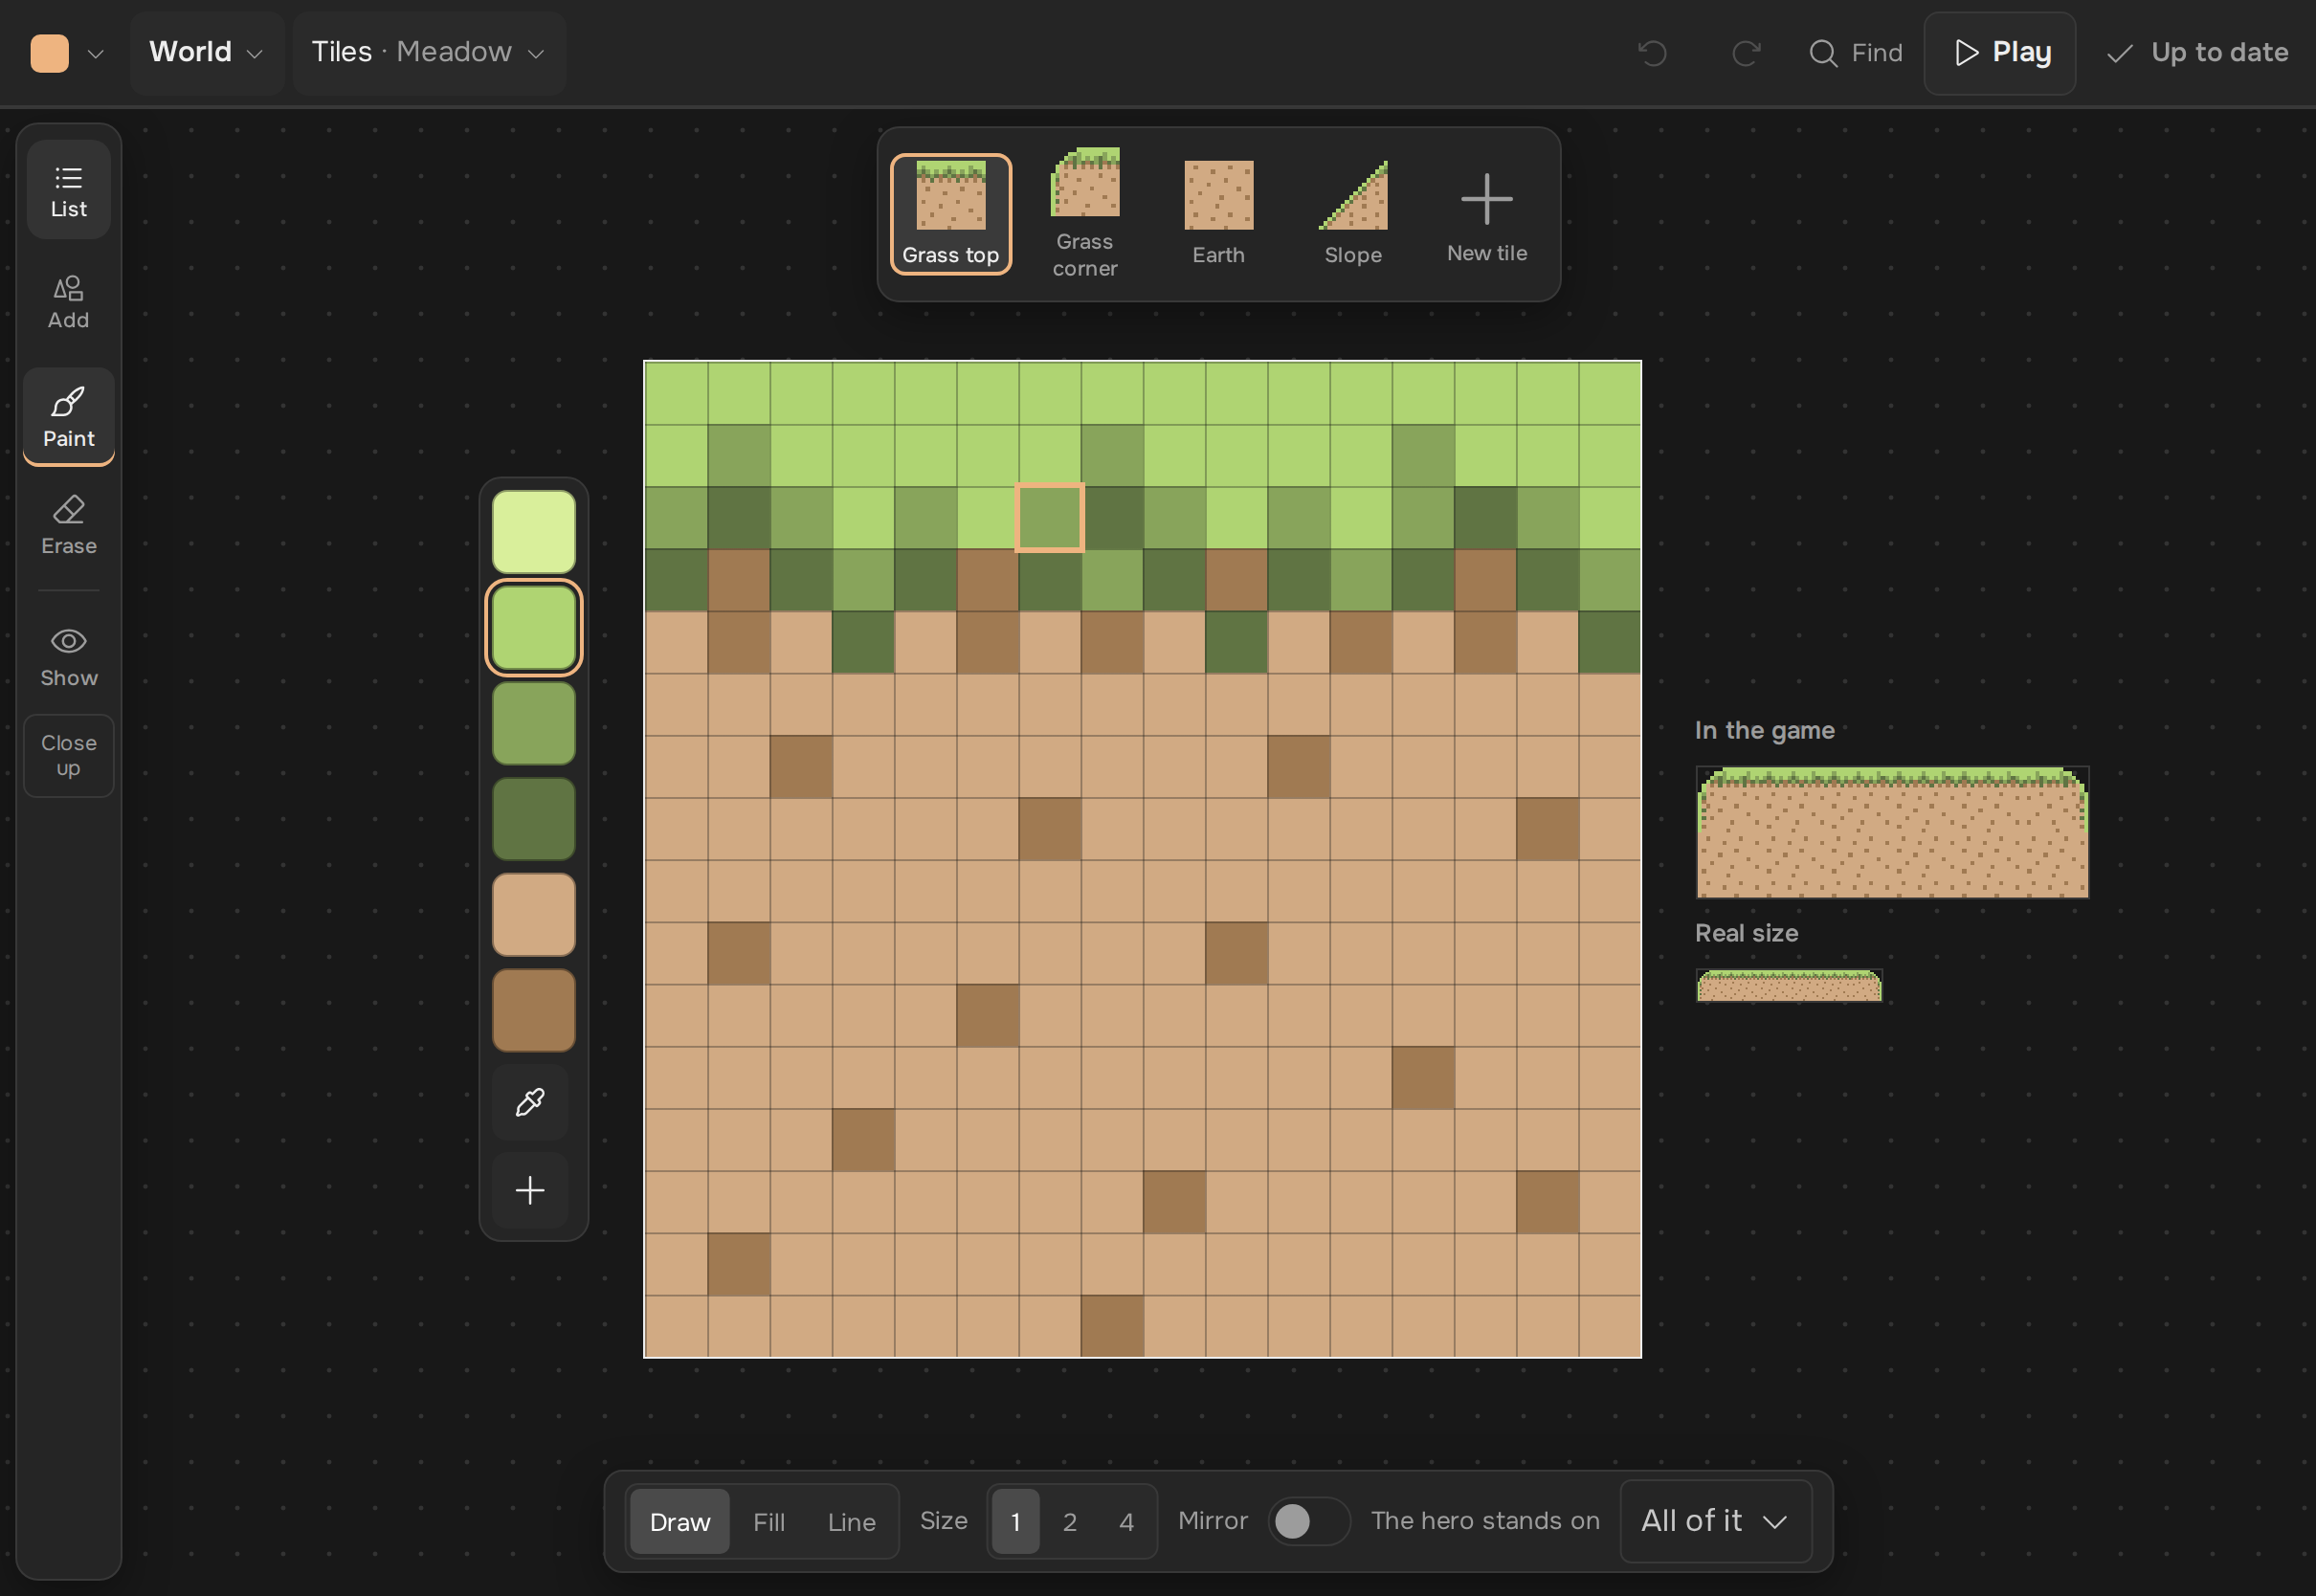 World
Tiles · Meadow
Find
Play
Up to date
List
Add
Paint
Erase
Show
Close
up
Grass top
Grass
corner
Earth
Slope
New tile
In the game
Real size
Draw
Fill
Line
Size
1
2
4
Mirror
The hero stands on
All of it